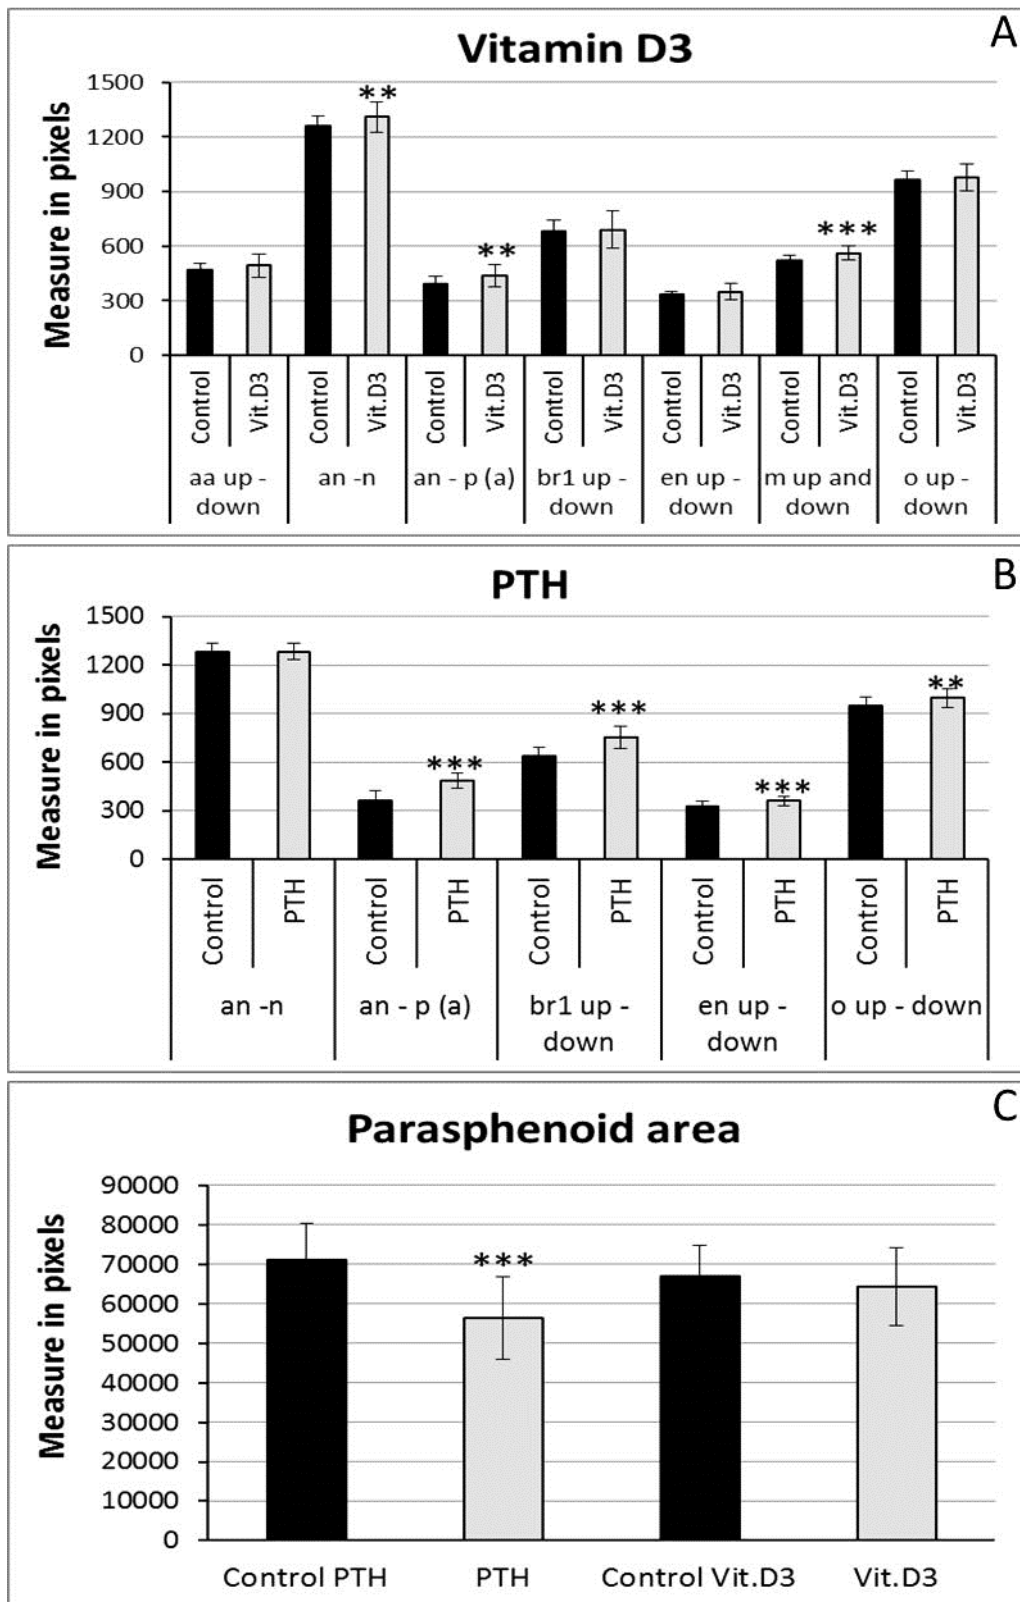 A
Vitamin D3
Measure in pixels
1500
1200
900
600
300
0
** ** ***
Control Vit.D3 Control Vit.D3 Control Vit.D3 Control Vit.D3 Control Vit.D3 Control Vit.D3 Control Vit.D3
aa up - an -n an - p (a) br1 up - en up - m up and o up -
down down down down down
B
PTH
Measure in pixels
1500
1200
900
600
300
0
*** *** *** **
Control PTH Control PTH Control PTH Control PTH Control PTH
an -n an - p (a) br1 up - en up - o up - down
down down
C
Parasphenoid area
Measure in pixels
90000
80000
70000
60000
50000
40000
30000
20000
10000
0
***
Control PTH PTH Control Vit.D3 Vit.D3